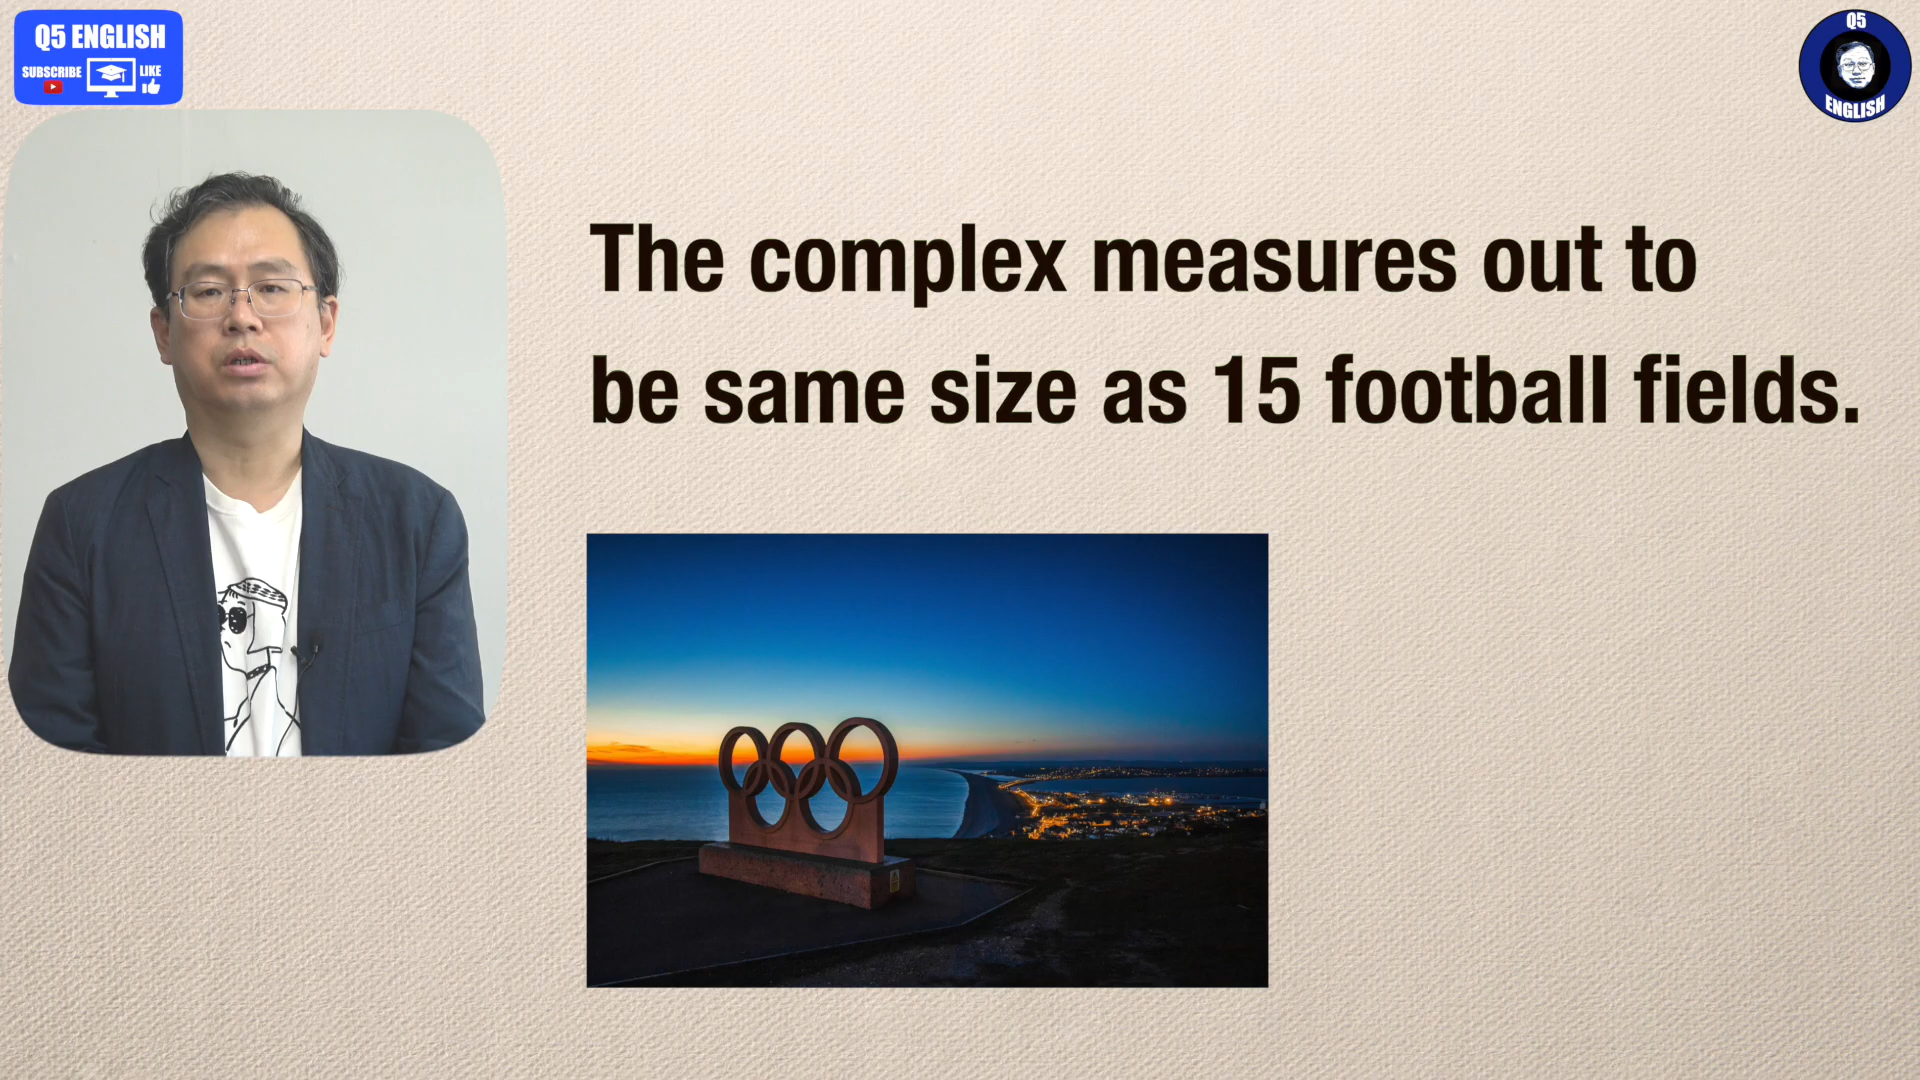 Q5 ENGLISH
SUBSCRIBE
LIKE
Q5
ENGLISH
The complex measures out to
be same size as 15 football fields.